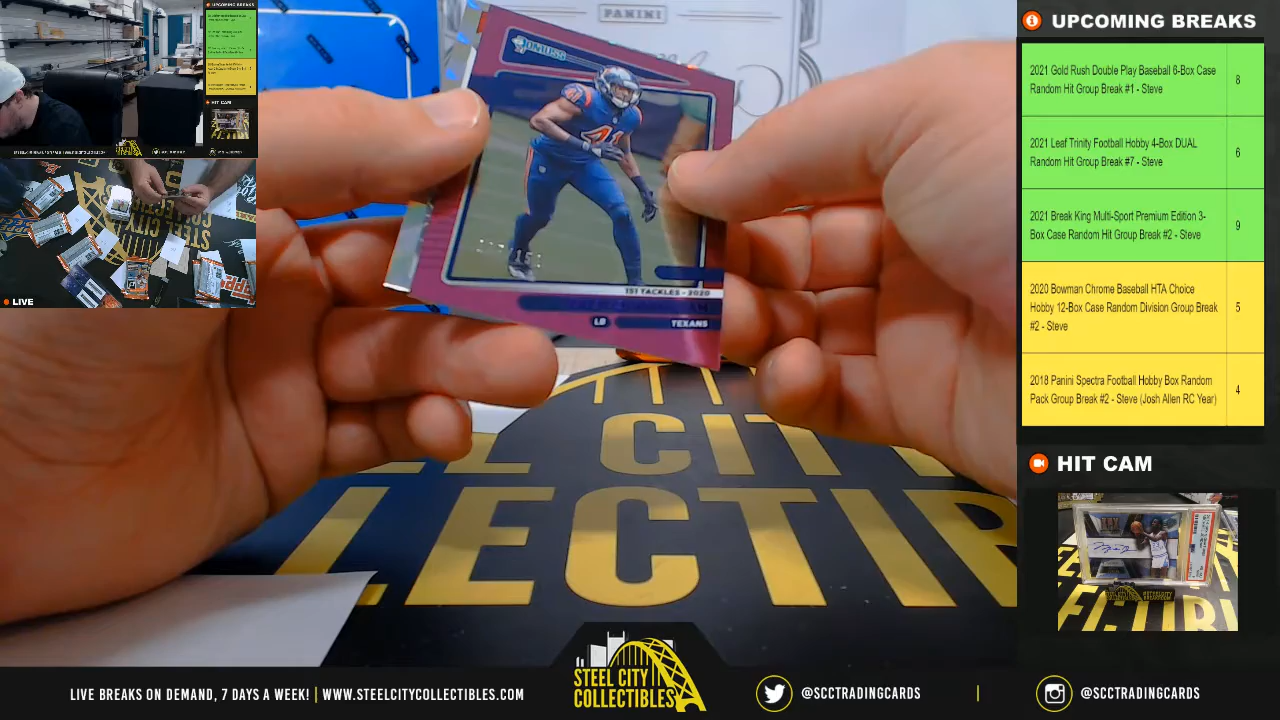 PANINI
DONRUSS
41
151 TACKLES - 2020
LB
TEXANS
UPCOMING BREAKS
2021 Gold Rush Double Play Baseball 6-Box Case
Random Hit Group Break #1 - Steve
8
2021 Leaf Trinity Football Hobby 4-Box DUAL
Random Hit Group Break #7 - Steve
6
2021 Break King Multi-Sport Premium Edition 3-
Box Case Random Hit Group Break #2 - Steve
9
2020 Bowman Chrome Baseball HTA Choice
Hobby 12-Box Case Random Division Group Break
#2 - Steve
5
2018 Panini Spectra Football Hobby Box Random
Pack Group Break #2 - Steve (Josh Allen RC Year)
4
HIT CAM
LIVE
LIVE BREAKS ON DEMAND, 7 DAYS A WEEK! | WWW.STEELCITYCOLLECTIBLES.COM
STEEL CITY
COLLECTIBLES
@SCCTRADINGCARDS
@SCCTRADINGCARDS